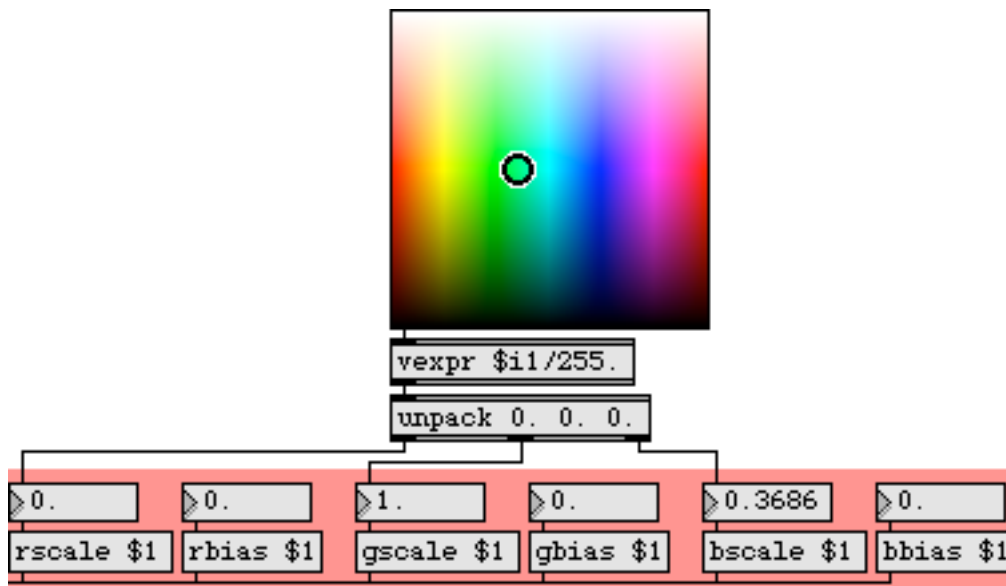 vexpr $i1/255.
unpack 0. 0. 0.
0. 0. 1. 0. 0.3686 0.
rscale $1 rbias $1 gscale $1 gbias $1 bscale $1 bbias $1